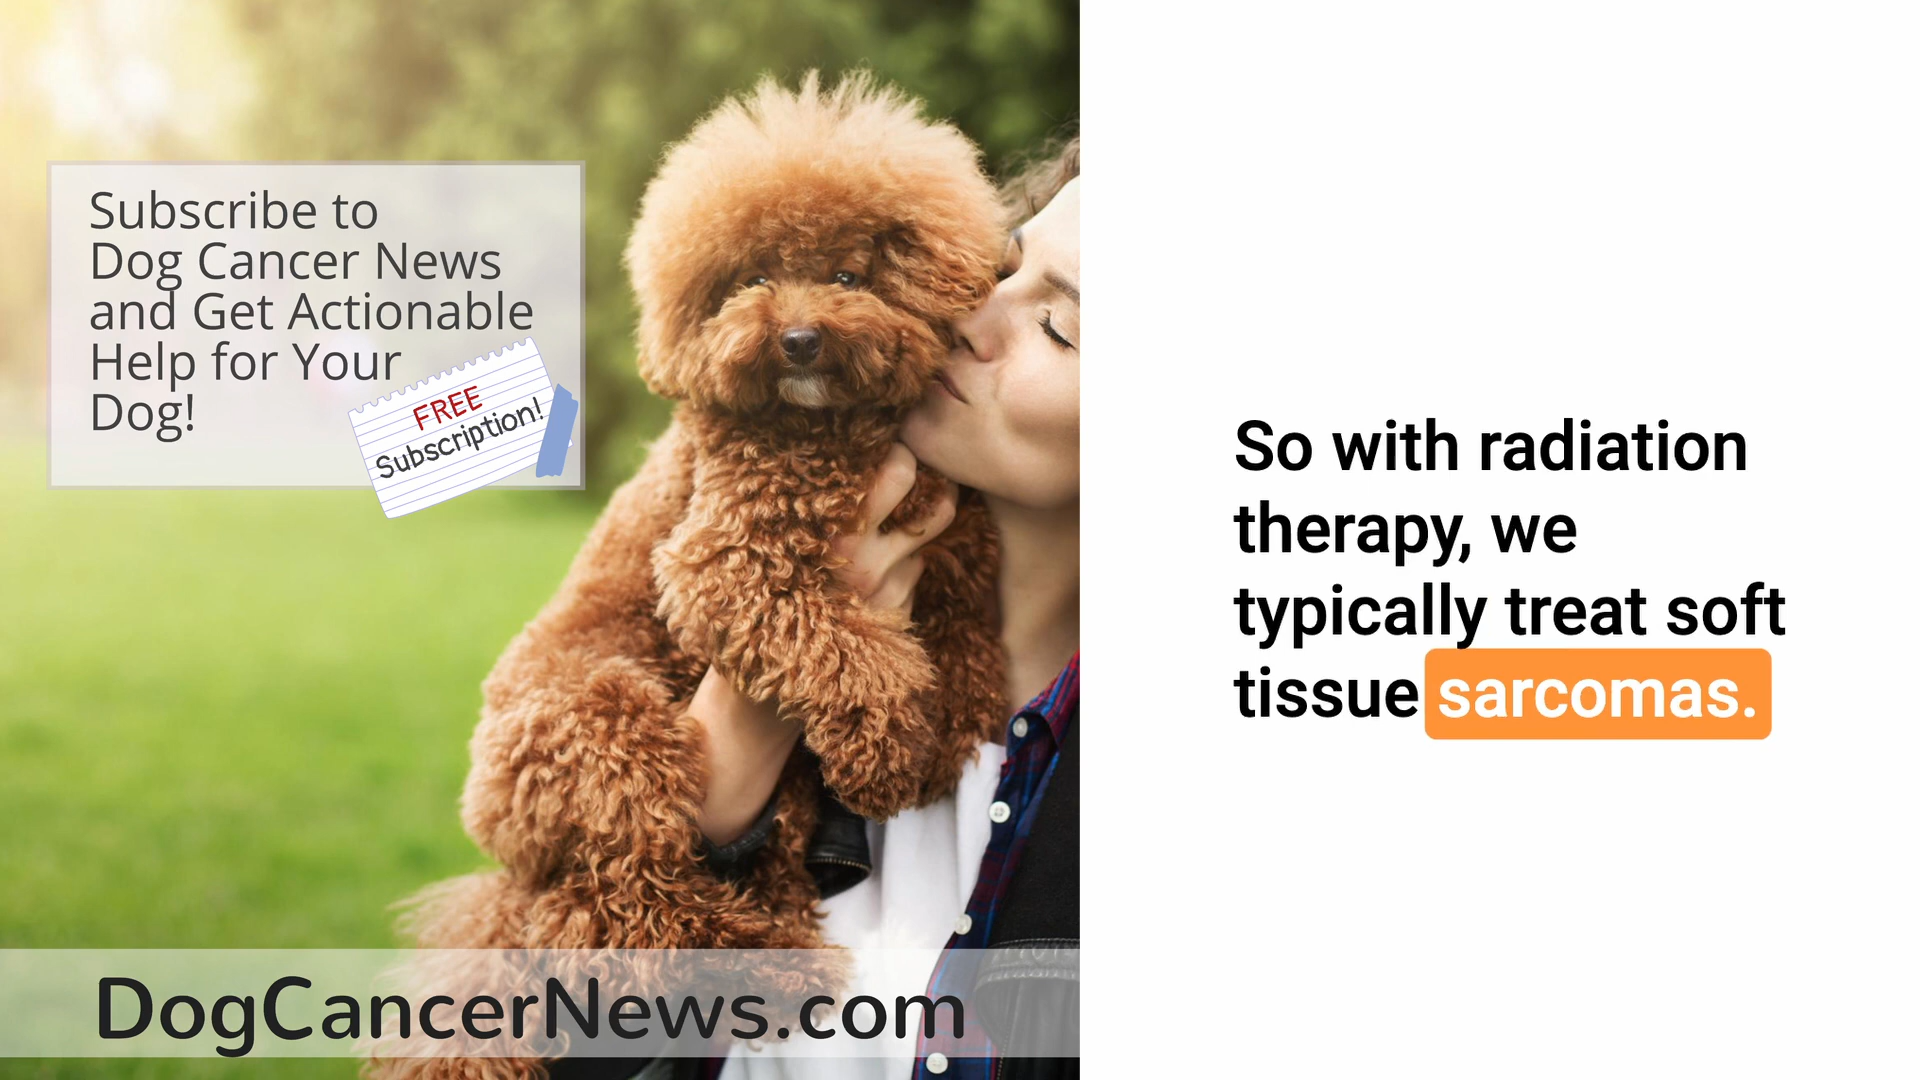 Subscribe to
Dog Cancer News
and Get Actionable
Help for Your
Dog!
FREE
Subscription!
DogCancerNews.com
So with radiation
therapy, we
typically treat soft
tissue sarcomas.